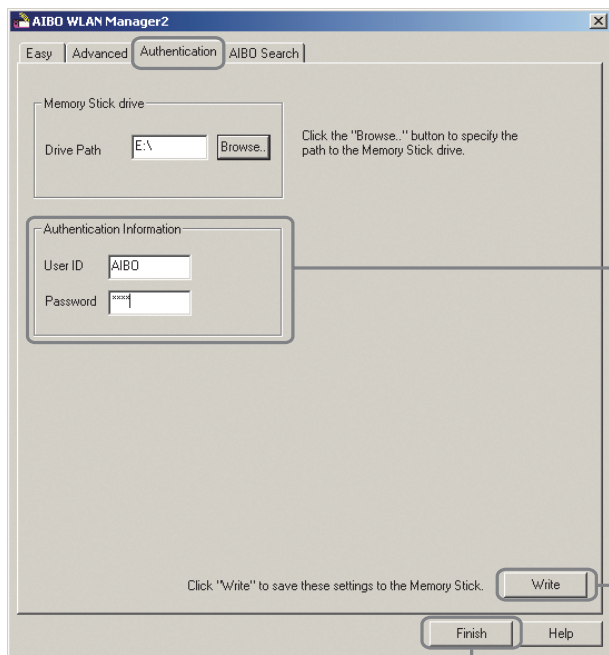 AIBO WLAN Manager2
Easy Advanced Authentication AIBO Search
Memory Stick drive
Drive Path E:\ Browse..
Click the "Browse.." button to specify the
path to the Memory Stick drive.
Authentication Information
User ID AIBO
Password ****
Click "Write" to save these settings to the Memory Stick. Write
Finish Help